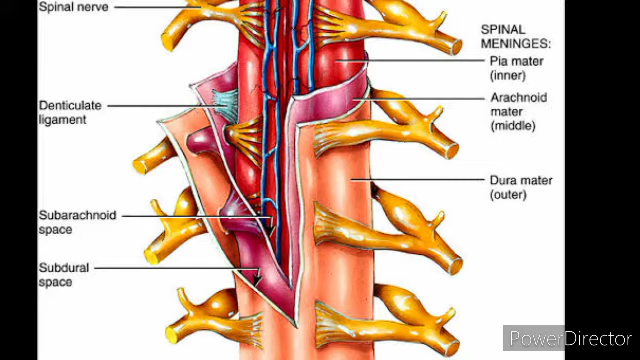 Spinal nerve
SPINAL
MENINGES:
Pia mater
(inner)
Denticulate
ligament
Arachnoid
mater
(middle)
Dura mater
(outer)
Subarachnoid
space
Subdural
space
PowerDirector